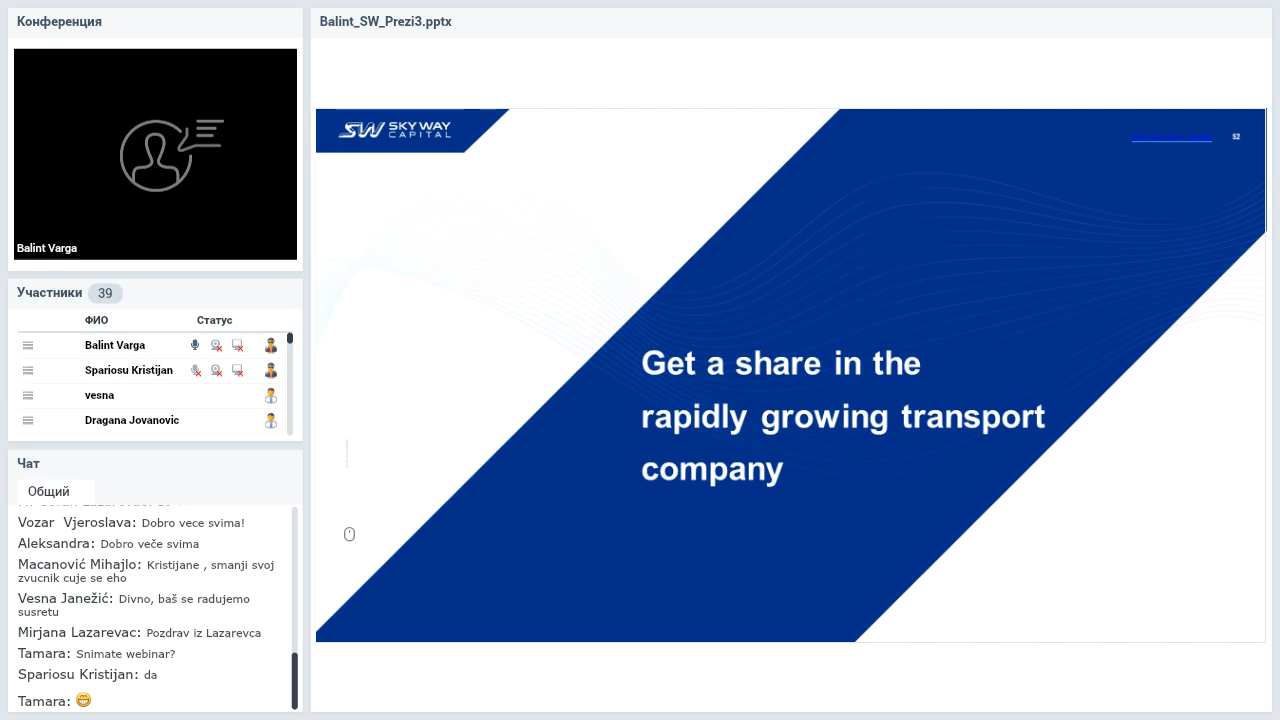 Конференция
Balint Varga
Участники 39
ФИО Статус
Balint Varga
Spariosu Kristijan
vesna
Dragana Jovanovic
Чат
Общий
Vozar Vjeroslava: Dobro vece svima!
Aleksandra: Dobro veče svima
Macanović Mihajlo: Kristijane , smanji svoj
zvucnik cuje se eho
Vesna Janežić: Divno, baš se radujemo
susretu
Mirjana Lazarevac: Pozdrav iz Lazarevca
Tamara: Snimate webinar?
Spariosu Kristijan: da
Tamara:
Balint_SW_Prezi3.pptx
SW SKY WAY
CAPITAL
52
Get a share in the
rapidly growing transport
company